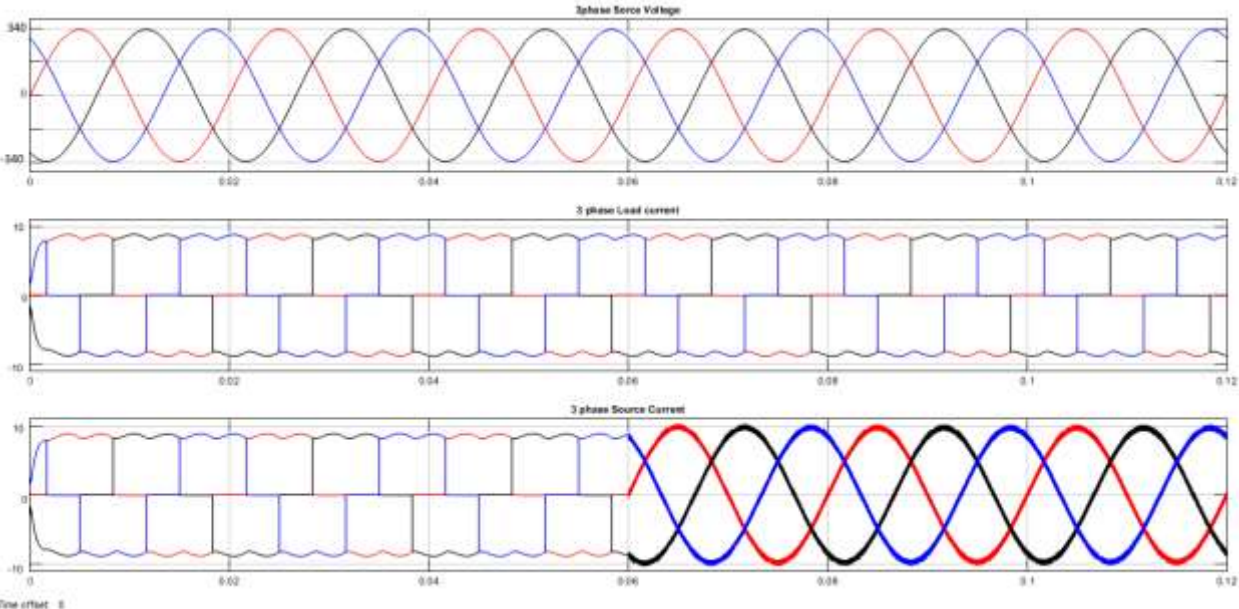 3phase Sorce Voltage
340
0
-340
0 0.02 0.04 0.06 0.08 0.1 0.12
3 phase Load current
10
0
-10
0 0.02 0.04 0.06 0.08 0.1 0.12
3 phase Source Current
10
0
-10
0 0.02 0.04 0.06 0.08 0.1 0.12
Time offset: 0